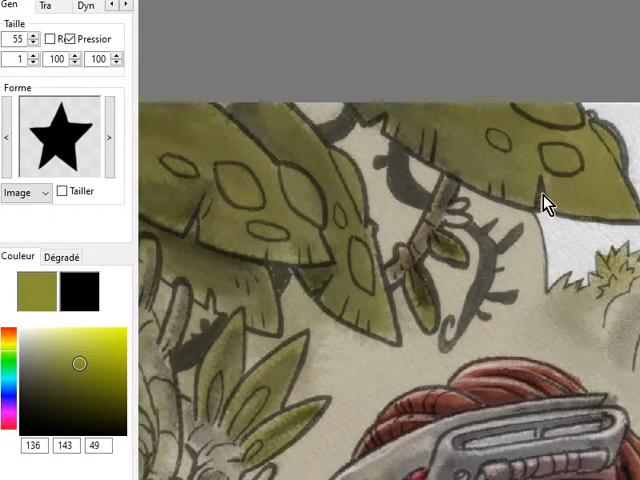 Gen Tra Dyn
Taille
55 Pression
1 100 100
Forme
< >
Image Tailler
Couleur Dégradé
136 143 49